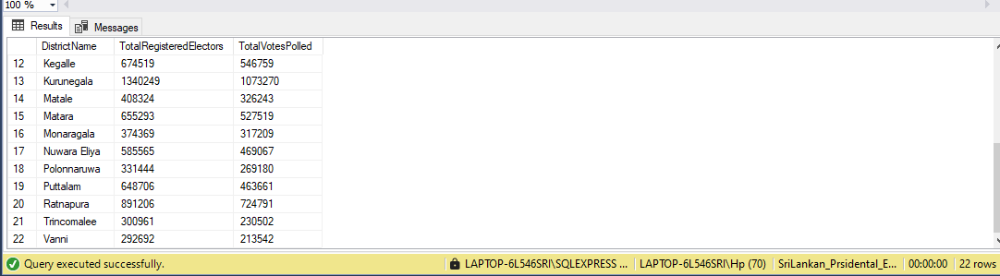 100 %
Results Messages
DistrictName TotalRegisteredElectors TotalVotesPolled
12 Kegalle 674519 546759
13 Kurunegala 1340249 1073270
14 Matale 408324 326243
15 Matara 655293 527519
16 Monaragala 374369 317209
17 Nuwara Eliya 585565 469067
18 Polonnaruwa 331444 269180
19 Puttalam 648706 463661
20 Ratnapura 891206 724791
21 Trincomalee 300961 230502
22 Vanni 292692 213542
Query executed successfully. LAPTOP-6L546SRI\SQLEXPRESS ... LAPTOP-6L546SRI\Hp (70) SriLankan_Prsidental_E... 00:00:00 22 rows